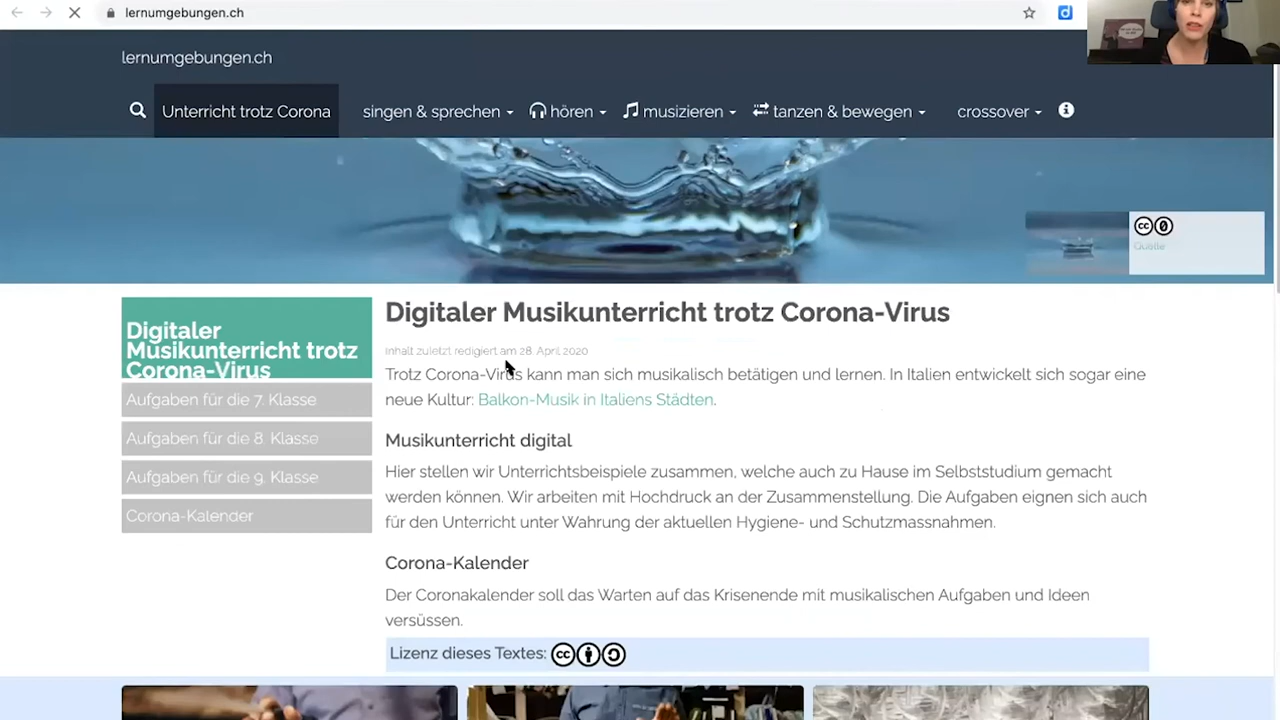 lernumgebungen.ch
lernumgebungen.ch
Unterricht trotz Corona singen & sprechen hören musizieren tanzen & bewegen crossover
cc 0
Quelle
Digitaler
Musikunterricht trotz
Corona-Virus
Aufgaben für die 7. Klasse
Aufgaben für die 8. Klasse
Aufgaben für die 9. Klasse
Corona-Kalender
Digitaler Musikunterricht trotz Corona-Virus
Inhalt zuletzt redigiert am 28. April 2020
Trotz Corona-Virus kann man sich musikalisch betätigen und lernen. In Italien entwickelt sich sogar eine
neue Kultur: Balkon-Musik in Italiens Städten.
Musikunterricht digital
Hier stellen wir Unterrichtsbeispiele zusammen, welche auch zu Hause im Selbststudium gemacht
werden können. Wir arbeiten mit Hochdruck an der Zusammenstellung. Die Aufgaben eignen sich auch
für den Unterricht unter Wahrung der aktuellen Hygiene- und Schutzmassnahmen.
Corona-Kalender
Der Coronakalender soll das Warten auf das Krisenende mit musikalischen Aufgaben und Ideen
versüssen.
Lizenz dieses Textes: cc